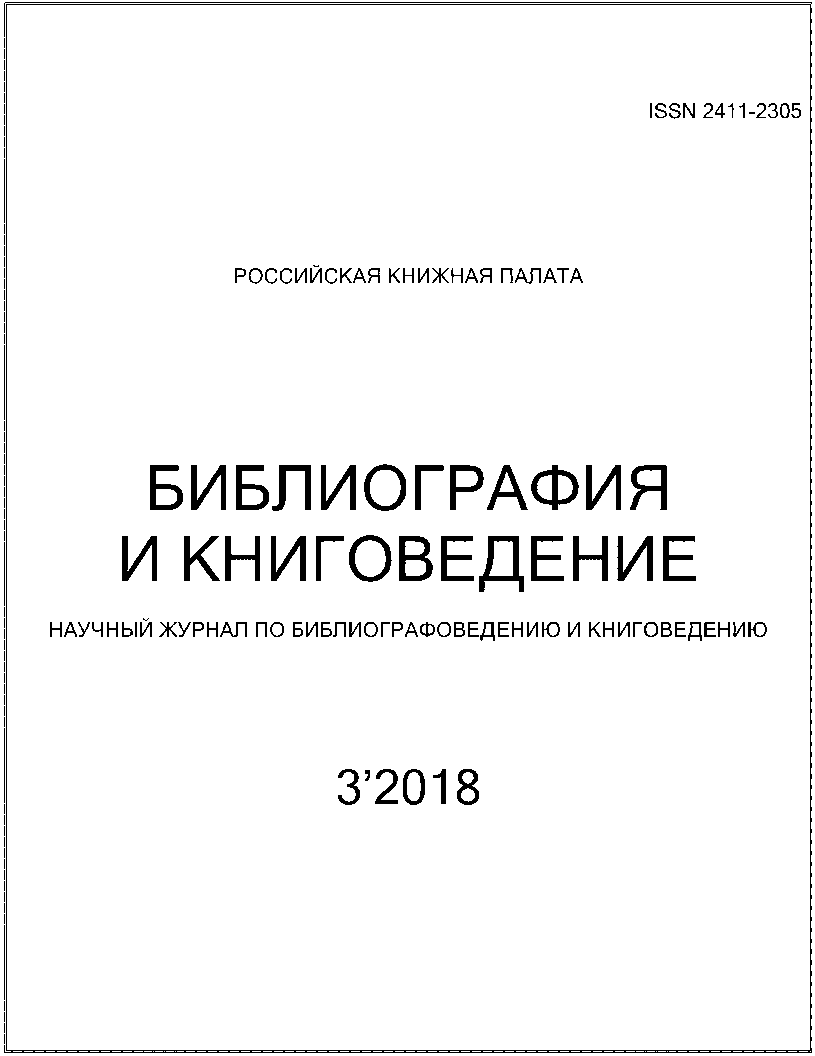 ISSN 2411-2305
РОССИЙСКАЯ КНИЖНАЯ ПАЛАТА
БИБЛИОГРАФИЯ
И КНИГОВЕДЕНИЕ
НАУЧНЫЙ ЖУРНАЛ ПО БИБЛИОГРАФОВЕДЕНИЮ И КНИГОВЕДЕНИЮ
3’2018